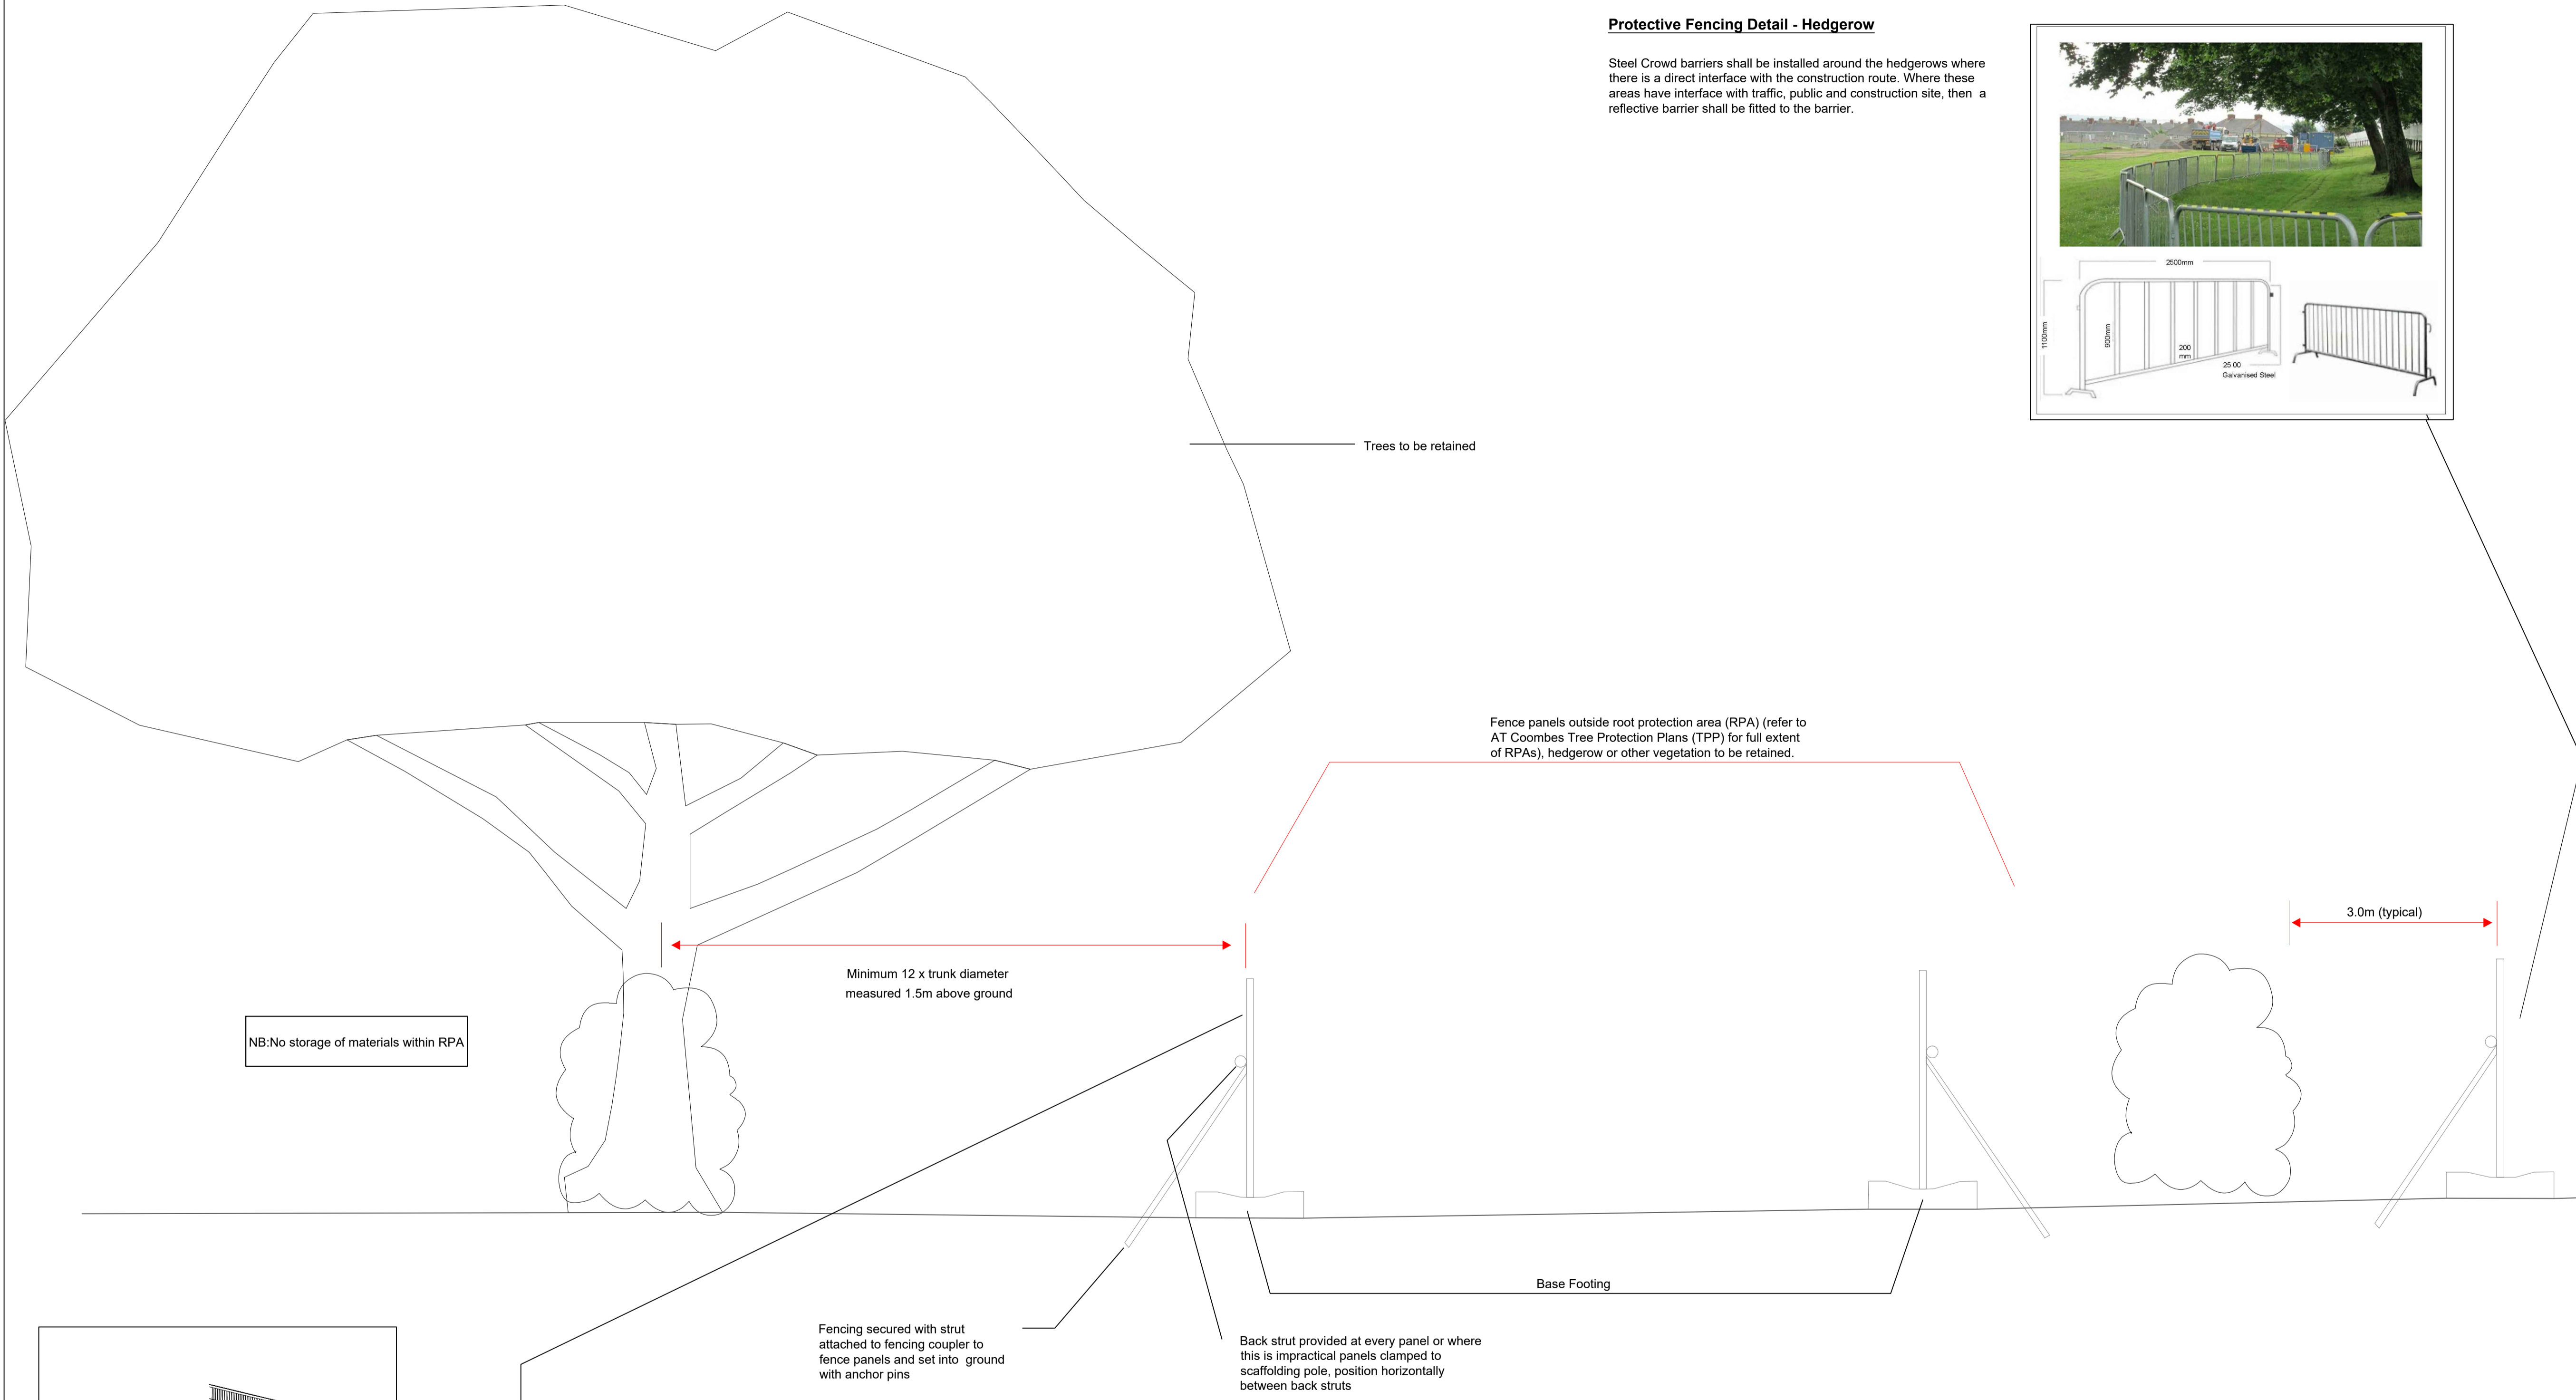 Protective Fencing Detail - Hedgerow
Steel Crowd barriers shall be installed around the hedgerows where
there is a direct interface with the construction route. Where these
areas have interface with traffic, public and construction site, then a
reflective barrier shall be fitted to the barrier.
2500mm
1100mm
900mm
200
mm
25 00
Galvanised Steel
Trees to be retained
Fence panels outside root protection area (RPA) (refer to
AT Coombes Tree Protection Plans (TPP) for full extent
of RPAs), hedgerow or other vegetation to be retained.
3.0m (typical)
Minimum 12 x trunk diameter
measured 1.5m above ground
NB:No storage of materials within RPA
Base Footing
Fencing secured with strut
attached to fencing coupler to
fence panels and set into ground
with anchor pins
Back strut provided at every panel or where
this is impractical panels clamped to
scaffolding pole, position horizontally
between back struts